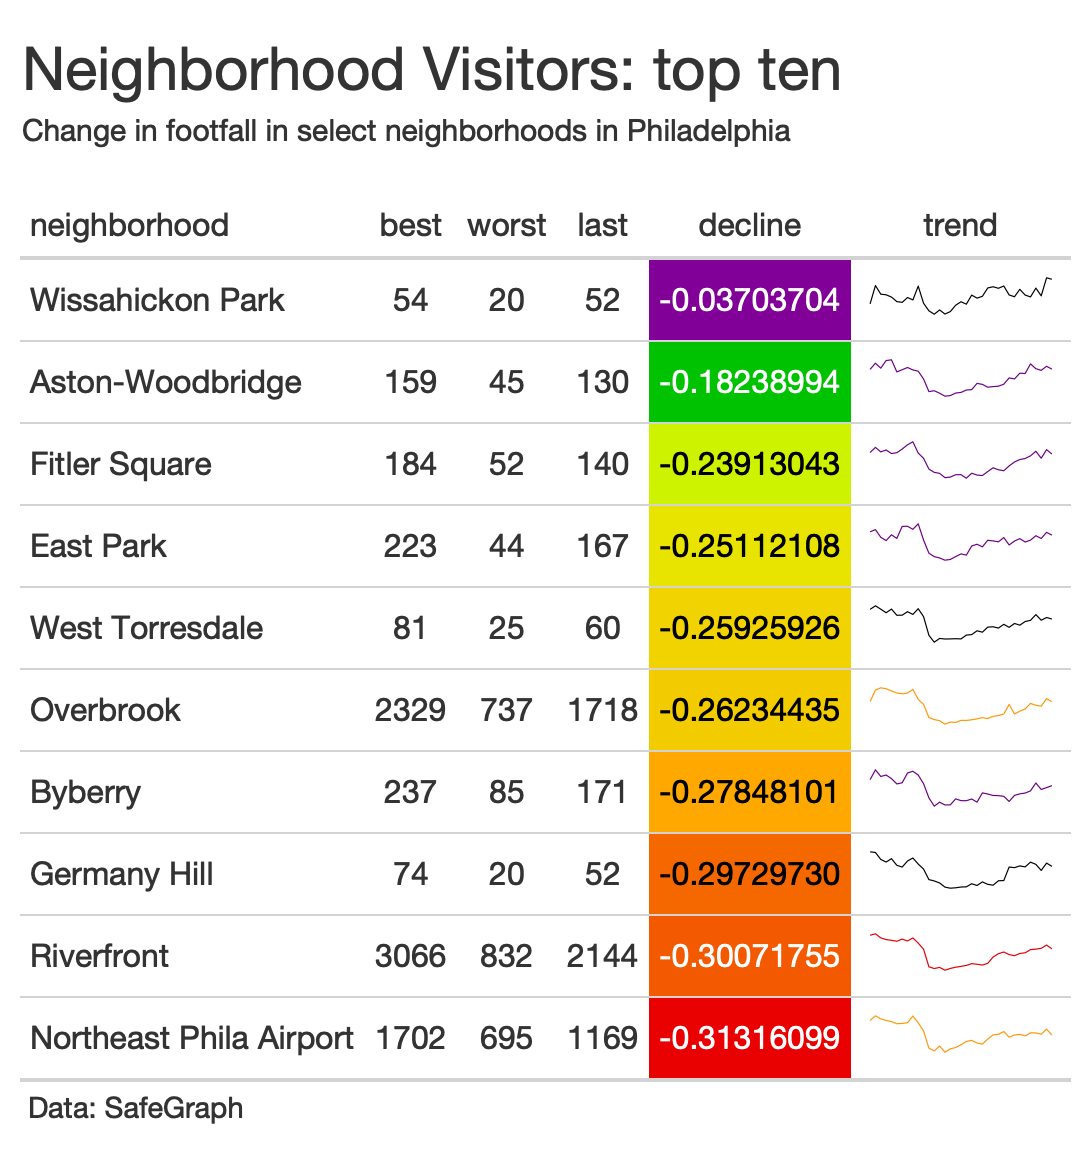 Neighborhood Visitors: top ten
Change in footfall in select neighborhoods in Philadelphia
neighborhood best worst last decline trend
Wissahickon Park 54 20 52 -0.03703704
Aston-Woodbridge 159 45 130 -0.18238994
Fitler Square 184 52 140 -0.23913043
East Park 223 44 167 -0.25112108
West Torresdale 81 25 60 -0.25925926
Overbrook 2329 737 1718 -0.26234435
Byberry 237 85 171 -0.27848101
Germany Hill 74 20 52 -0.29729730
Riverfront 3066 832 2144 -0.30071755
Northeast Phila Airport 1702 695 1169 -0.31316099
Data: SafeGraph